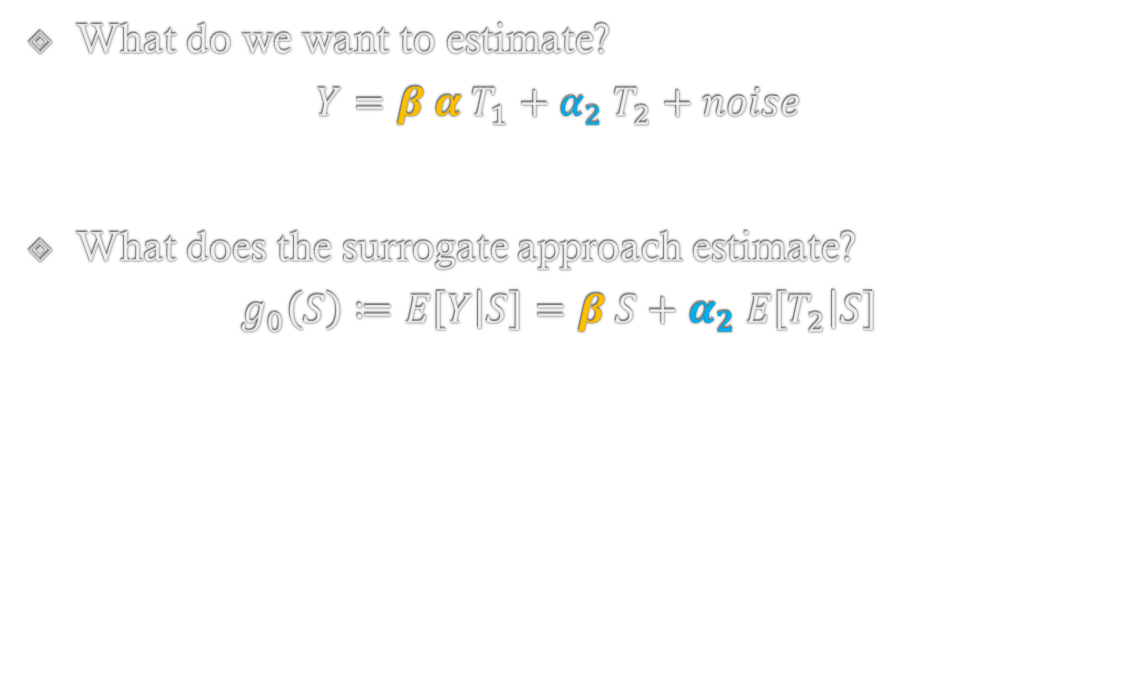 What do we want to estimate?
Y = β α T₁ + α₂ T₂ + noise
What does the surrogate approach estimate?
g₀(S) ≔ E[Y|S] = β S + α₂ E[T₂|S]